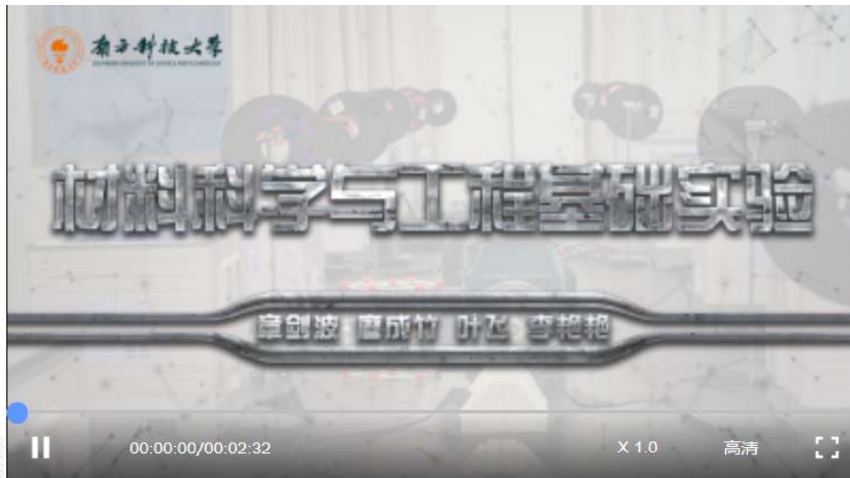 南方科技大学
材料科学与工程基础实验
章剑波 磨成竹 叶飞 李艳艳
00:00:00/00:02:32
X 1.0
高清